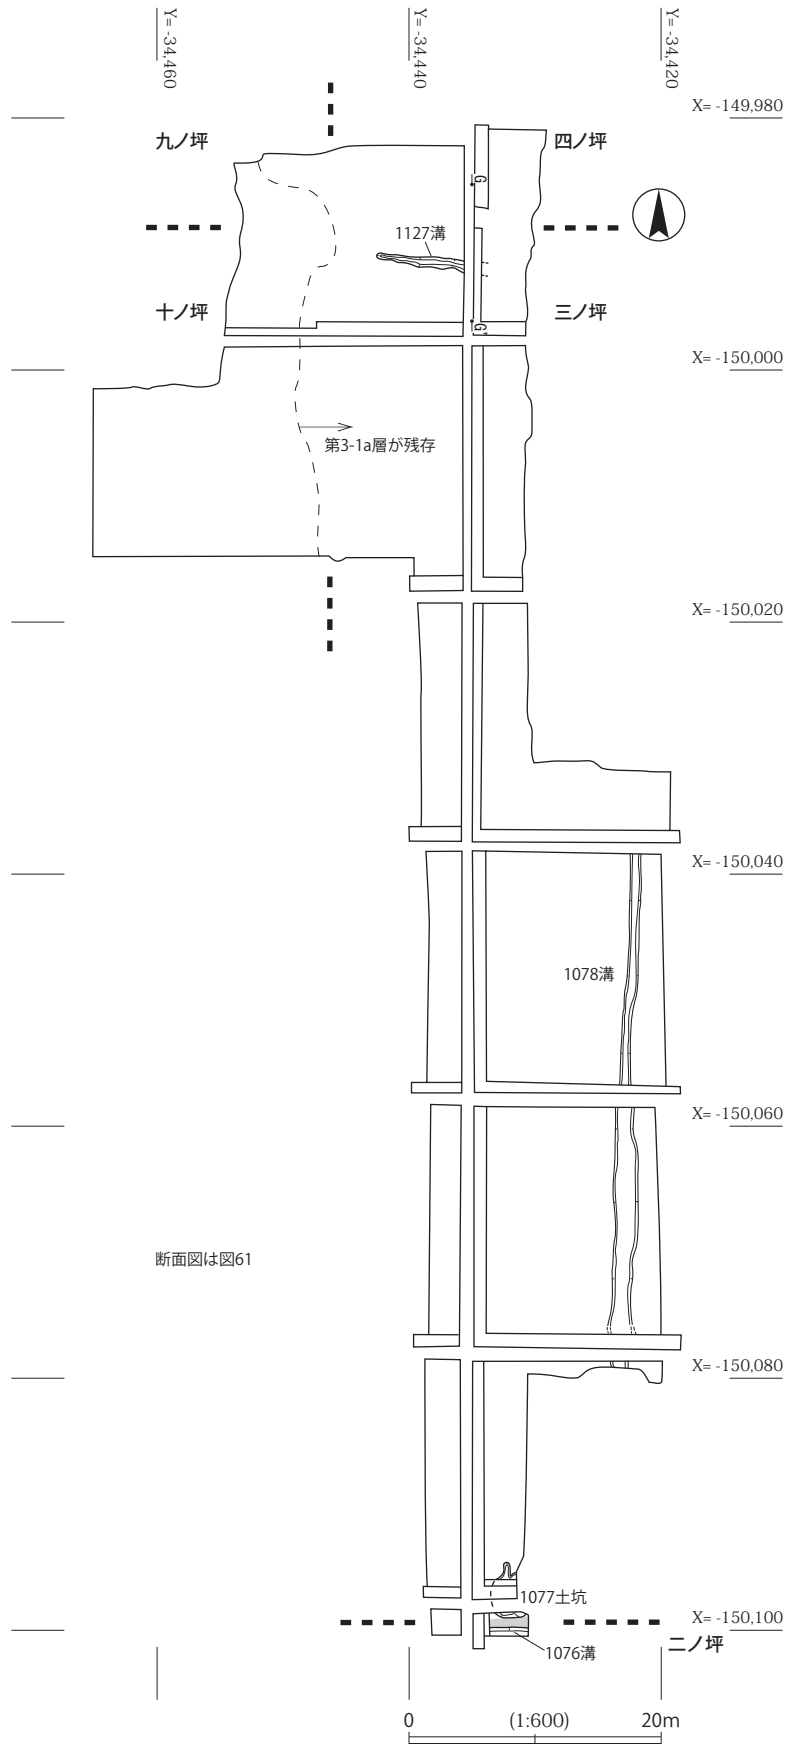 Y= -34,460
Y= -34,440
Y= -34,420
X= -149,980
九ノ坪
四ノ坪
G
1127溝
十ノ坪
三ノ坪
G'
X= -150,000
第3-1a層が残存
X= -150,020
X= -150,040
1078溝
X= -150,060
断面図は図61
X= -150,080
1077土坑
X= -150,100
二ノ坪
1076溝
0
(1:600)
20m